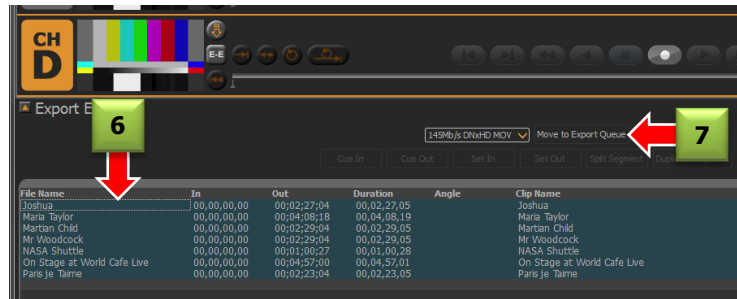 CH
D
E-E
Export E
6
145Mb/s DNxHD MOV
Move to Export Queue
7
Cue In
Cue Out
Set In
Set Out
Split Segment
File Name In Out Duration Angle Clip Name
Joshua 00,00,00,00 00;02;27;04 00,02,27,05 Joshua
Maria Taylor 00,00,00,00 00;04;08;18 00,04,08,19 Maria Taylor
Martian Child 00,00,00,00 00;02;29;04 00,02,29,05 Martian Child
Mr Woodcock 00,00,00,00 00;02;29;04 00,02,29,05 Mr Woodcock
NASA Shuttle 00,00,00,00 00;01;00;27 00,01,00,28 NASA Shuttle
On Stage at World Cafe Live 00,00,00,00 00;04;57;00 00,04,57,01 On Stage at World Cafe Live
Paris je Taime 00,00,00,00 00;02;23;04 00,02,23,05 Paris je Taime